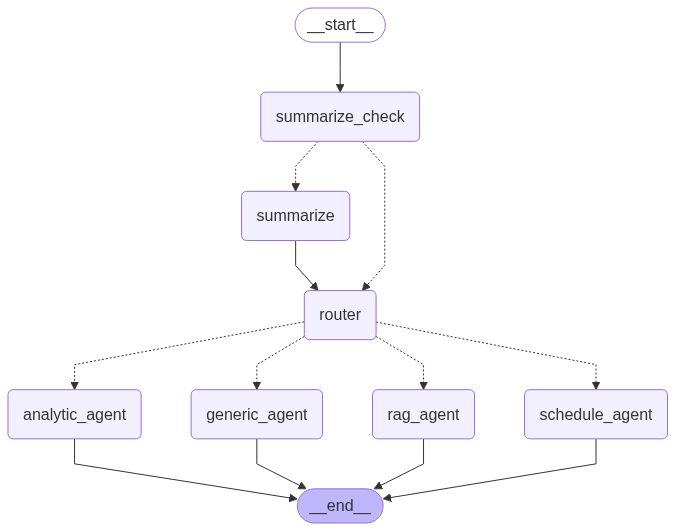 __start__
summarize_check
summarize
router
analytic_agent
generic_agent
rag_agent
schedule_agent
__end__